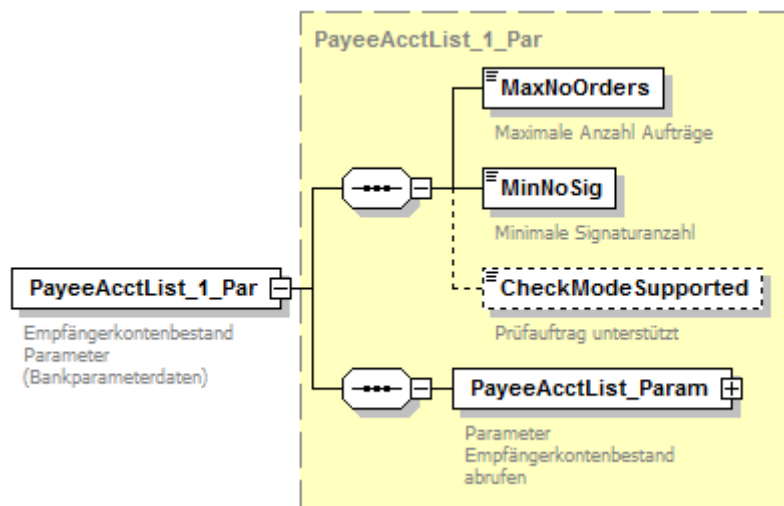 PayeeAcctList_1_Par
MaxNoOrders
Maximale Anzahl Aufträge
MinNoSig
Minimale Signaturanzahl
CheckModeSupported
Prüfauftrag unterstützt
PayeeAcctList_1_Par
Empfängerkontenbestand
Parameter
(Bankparameterdaten)
PayeeAcctList_Param
Parameter
Empfängerkontenbestand
abrufen